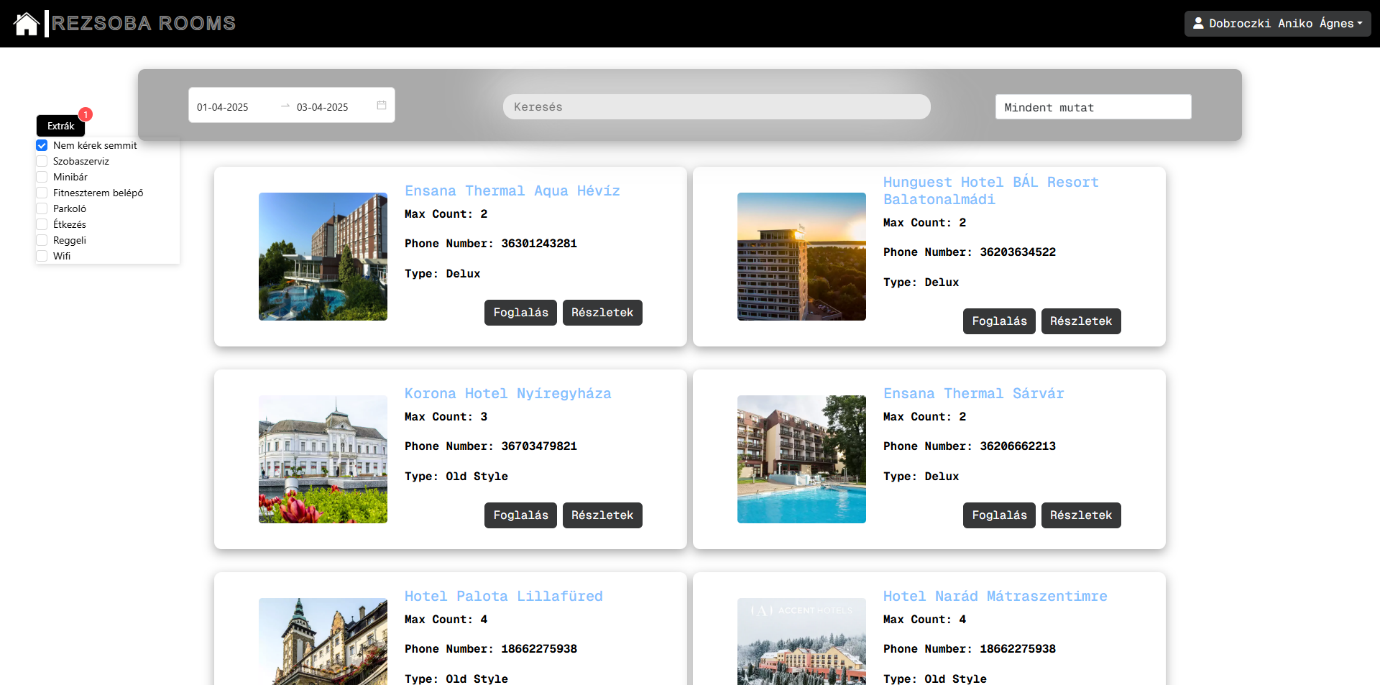 REZSOBA ROOMS
Dobroczki Aniko Ágnes
01-04-2025 → 03-04-2025
Keresés
Mindent mutat
1
Extrák
Nem kérek semmit
Szobaszerviz
Minibár
Fitneszterem belépő
Parkoló
Étkezés
Reggeli
Wifi
Ensana Thermal Aqua Hévíz
Max Count: 2
Phone Number: 36301243281
Type: Delux
Foglalás Részletek
Hunguest Hotel BÁL Resort
Balatonalmádi
Max Count: 2
Phone Number: 36203634522
Type: Delux
Foglalás Részletek
Korona Hotel Nyíregyháza
Max Count: 3
Phone Number: 36703479821
Type: Old Style
Foglalás Részletek
Ensana Thermal Sárvár
Max Count: 2
Phone Number: 36206662213
Type: Delux
Foglalás Részletek
Hotel Palota Lillafüred
Max Count: 4
Phone Number: 18662275938
Type: Old Style
{A} ACCENT HOTELS
Hotel Narád Mátraszentimre
Max Count: 4
Phone Number: 18662275938
Type: Old Style